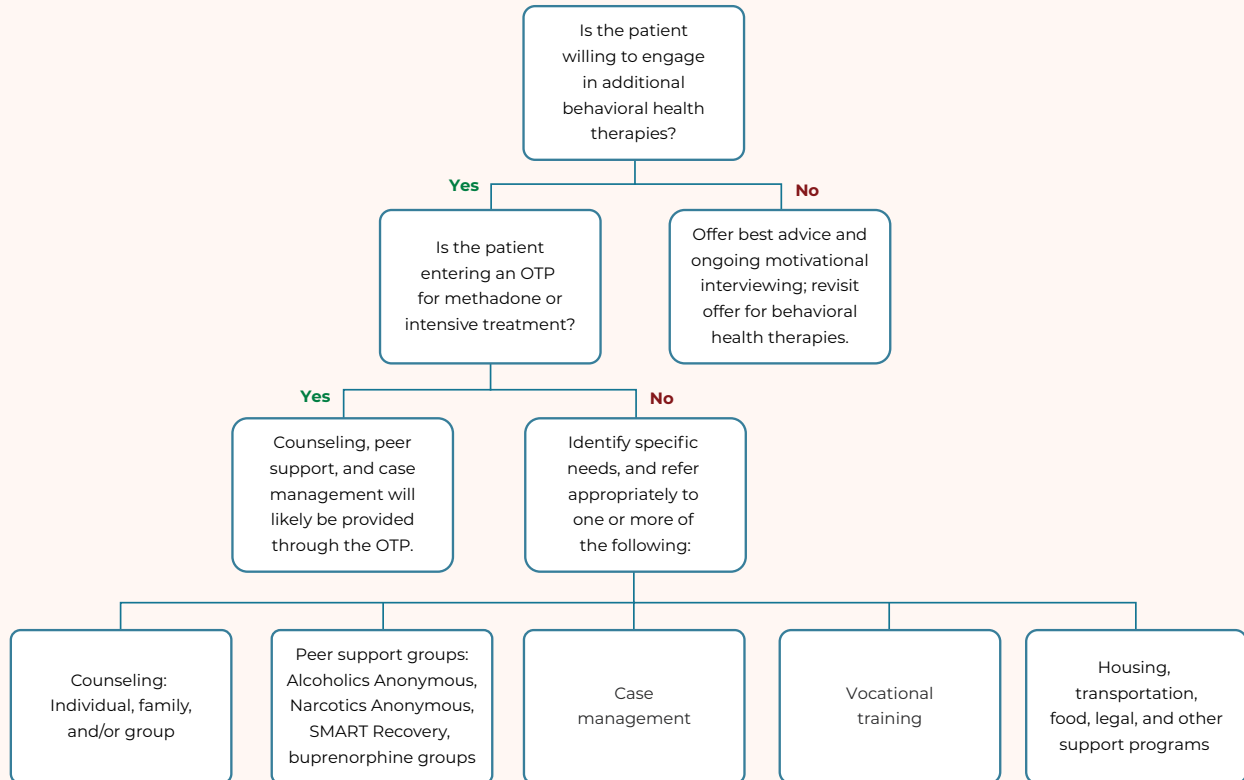 Is the patient
willing to engage
in additional
behavioral health
therapies?
Yes
No
Is the patient
entering an OTP
for methadone or
intensive treatment?
Offer best advice and
ongoing motivational
interviewing; revisit
offer for behavioral
health therapies.
Yes
No
Counseling, peer
support, and case
management will
likely be provided
through the OTP.
Identify specific
needs, and refer
appropriately to
one or more of
the following:
Counseling:
Individual, family,
and/or group
Peer support groups:
Alcoholics Anonymous,
Narcotics Anonymous,
SMART Recovery,
buprenorphine groups
Case
management
Vocational
training
Housing,
transportation,
food, legal, and other
support programs